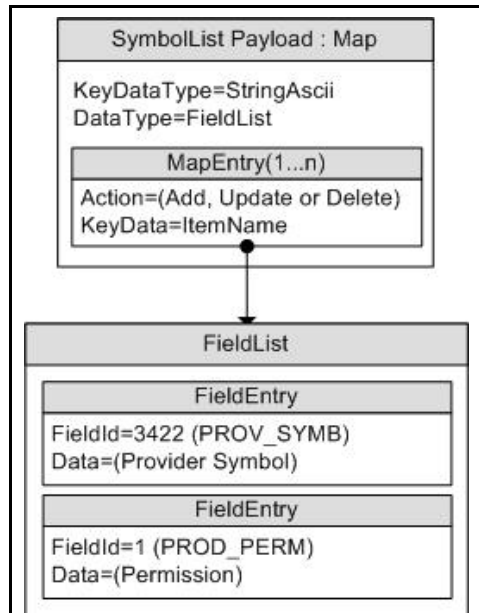 SymbolList Payload : Map
KeyDataType=StringAscii
DataType=FieldList
MapEntry(1...n)
Action=(Add, Update or Delete)
KeyData=ItemName
FieldList
FieldEntry
FieldId=3422 (PROV_SYMB)
Data=(Provider Symbol)
FieldEntry
FieldId=1 (PROD_PERM)
Data=(Permission)